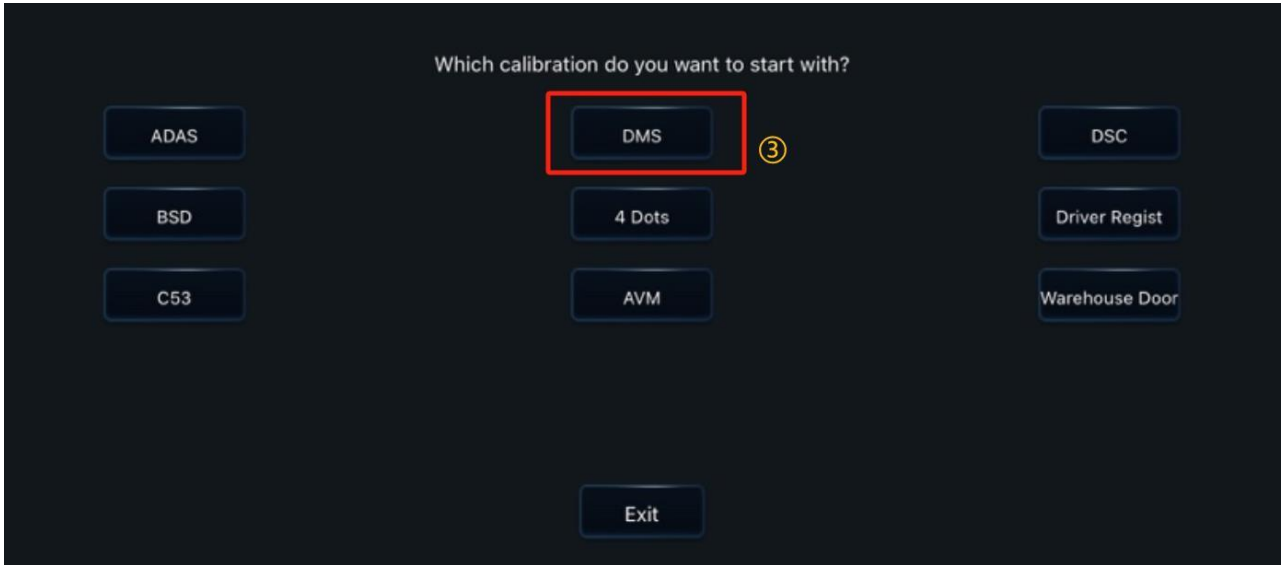 Which calibration do you want to start with?
ADAS
DMS
③
DSC
BSD
4 Dots
Driver Regist
C53
AVM
Warehouse Door
Exit